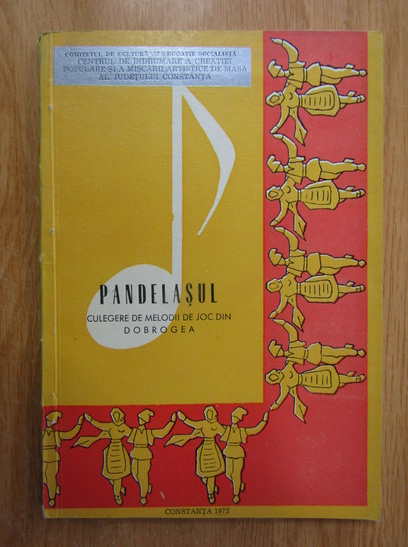 COMITETUL DE CULTURĂ ȘI EDUCAȚIE SOCIALISTĂ
CENTRUL DE ÎNDRUMARE A CREAȚIEI
POPULARE ȘI A MIȘCĂRII ARTISTICE DE MASĂ
AL JUDEȚULUI CONSTANȚA
PANDELAȘUL
CULEGERE DE MELODII DE JOC DIN
DOBROGEA
CONSTANȚA 1972